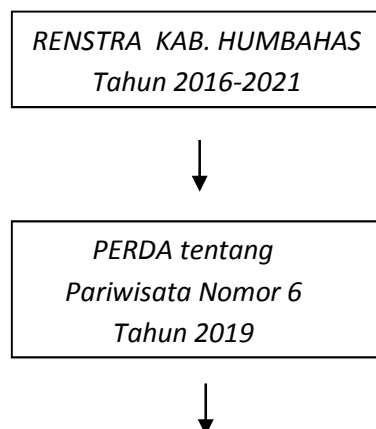 RENSTRA KAB. HUMBAHAS
Tahun 2016-2021
PERDA tentang
Pariwisata Nomor 6
Tahun 2019